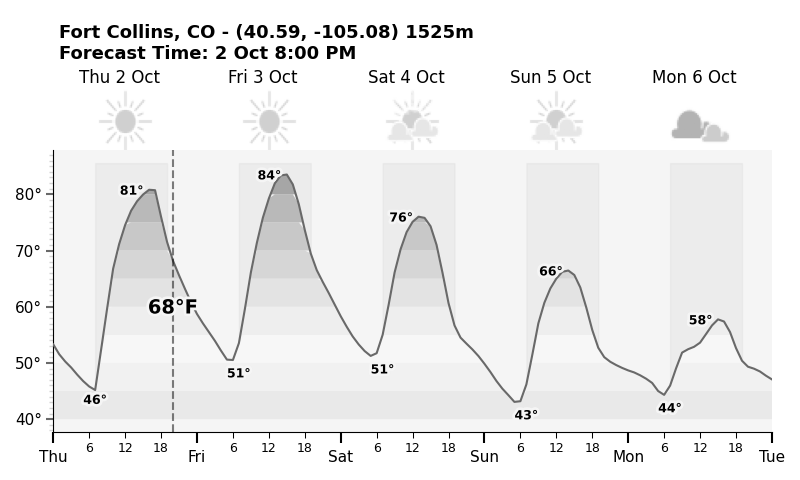 Fort Collins, CO - (40.59, -105.08) 1525m
Forecast Time: 2 Oct 8:00 PM
Thu 2 Oct Fri 3 Oct Sat 4 Oct Sun 5 Oct Mon 6 Oct
80°
70°
60°
50°
40°
81° 84° 76° 66° 58°
68°F
46° 51° 51° 43° 44°
6 12 18 6 12 18 6 12 18 6 12 18 6 12 18
Thu Fri Sat Sun Mon Tue